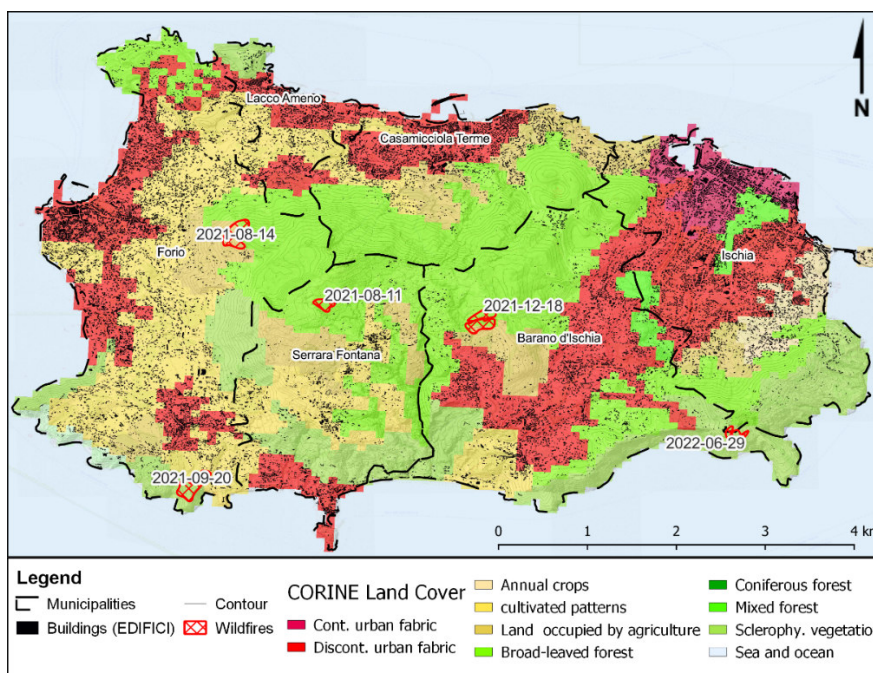 Lacco Ameno
Casamicciola Terme
N
2021-08-14
Forio
Ischia
2021-08-11
2021-12-18
Serrara Fontana
Barano d'Ischia
2022-06-29
2021-09-20
0 1 2 3 4 km
Legend
Municipalities
Contour
Buildings (EDIFICI)
Wildfires
CORINE Land Cover
Cont. urban fabric
Discont. urban fabric
Annual crops
cultivated patterns
Land occupied by agriculture
Broad-leaved forest
Coniferous forest
Mixed forest
Sclerophy. vegetatio
Sea and ocean